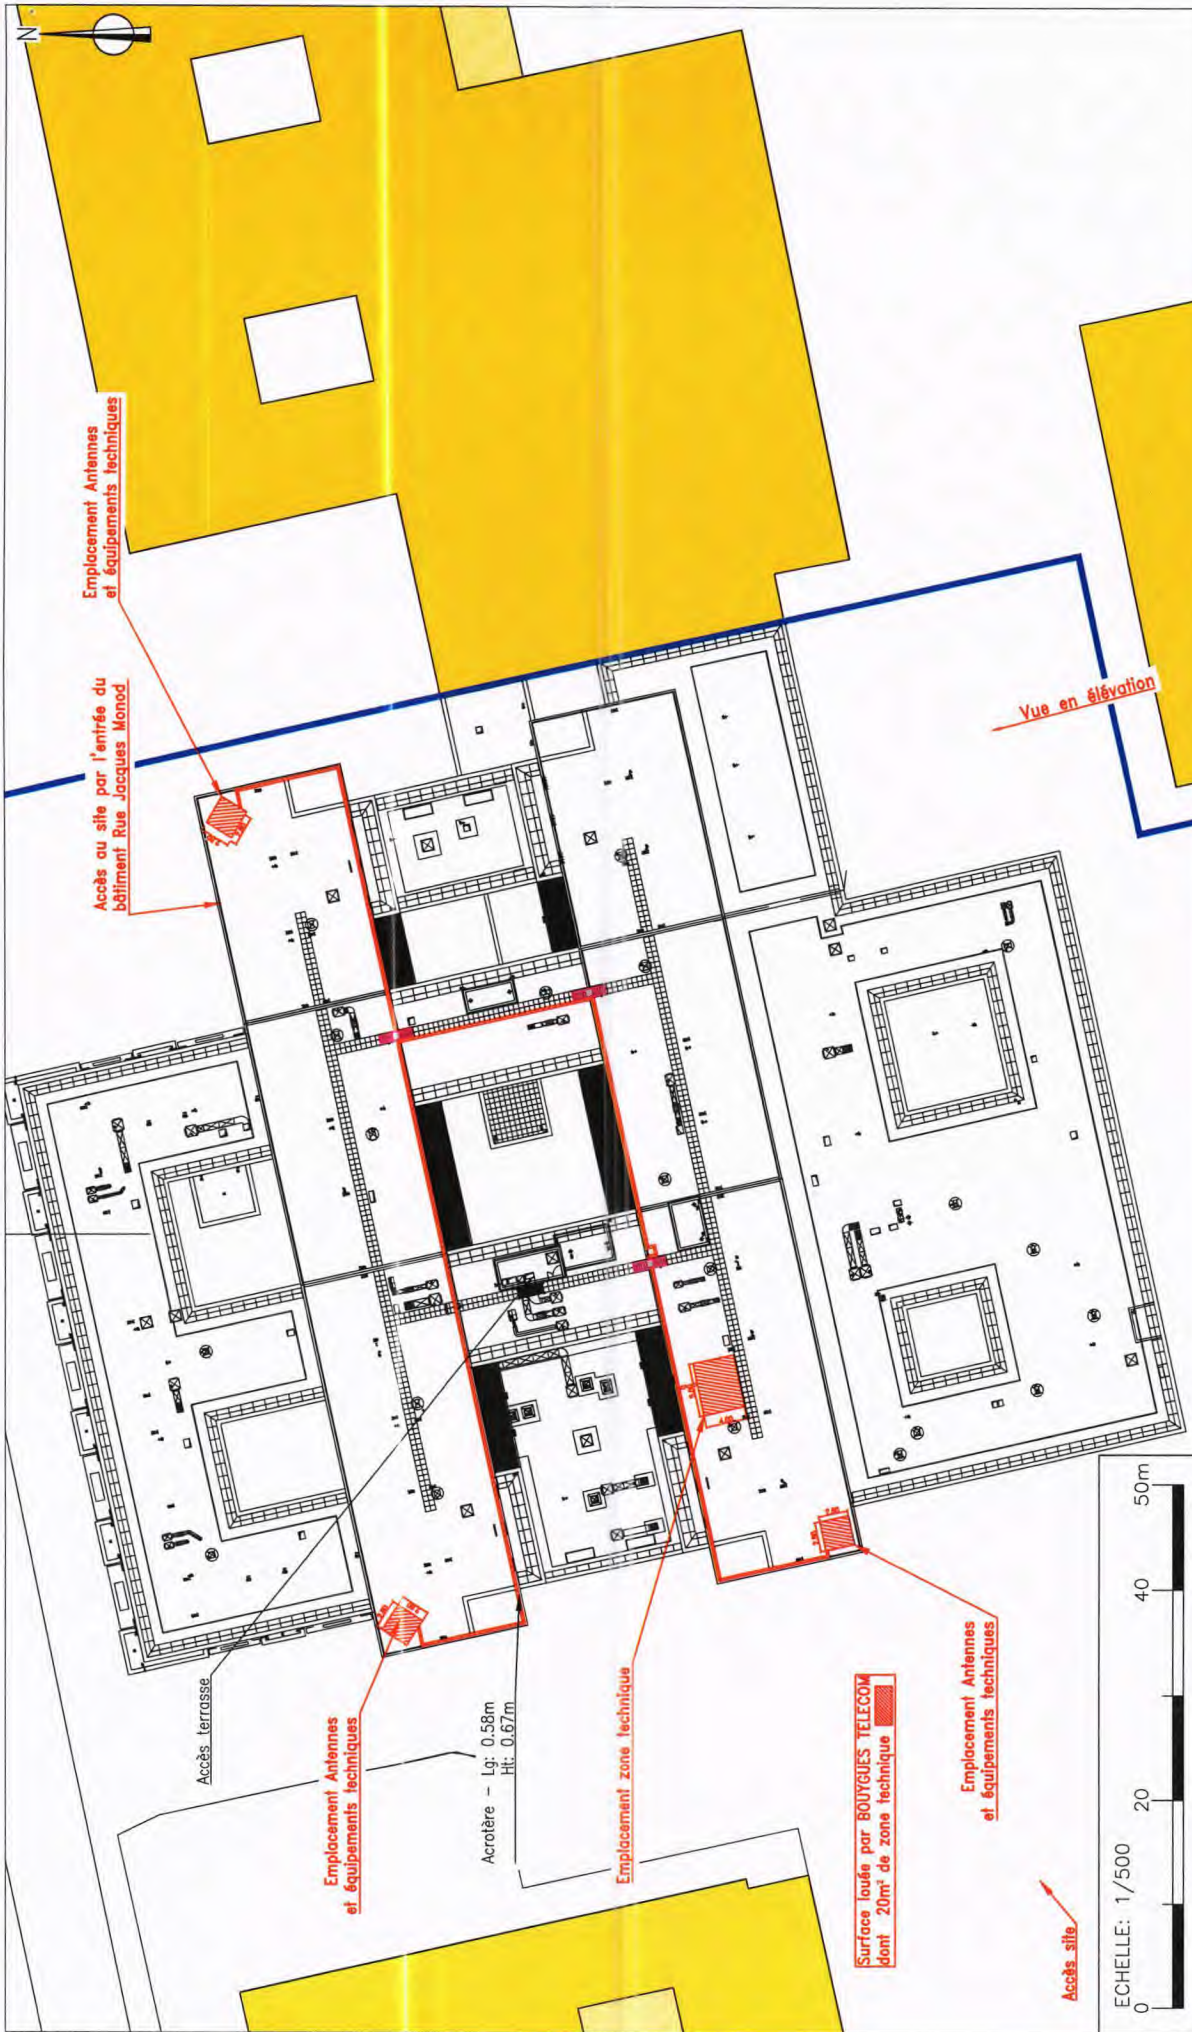 N
Emplacement Antennes
et équipements techniques
Accès au site par l'entrée du
bâtiment Rue Jacques Monod
Vue en élévation
Accès terrasse
Emplacement Antennes
et équipements techniques
Acrotère - Lg: 0.58m
Ht: 0.67m
Emplacement zone technique
Surface louée par BOUYGUES TELECOM
dont 20m² de zone technique
Emplacement Antennes
et équipements techniques
Accès site
ECHELLE: 1/500
0 20 40 50m